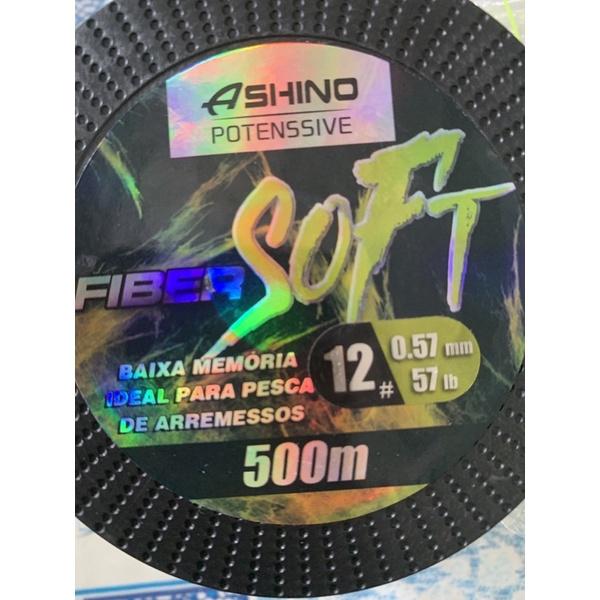 ASHINO
POTENSSIVE
SOFT
FIBER
BAIXA MEMÓRIA
IDEAL PARA PESCA
DE ARREMESSOS
12#
0.57 mm
57 lb
500m